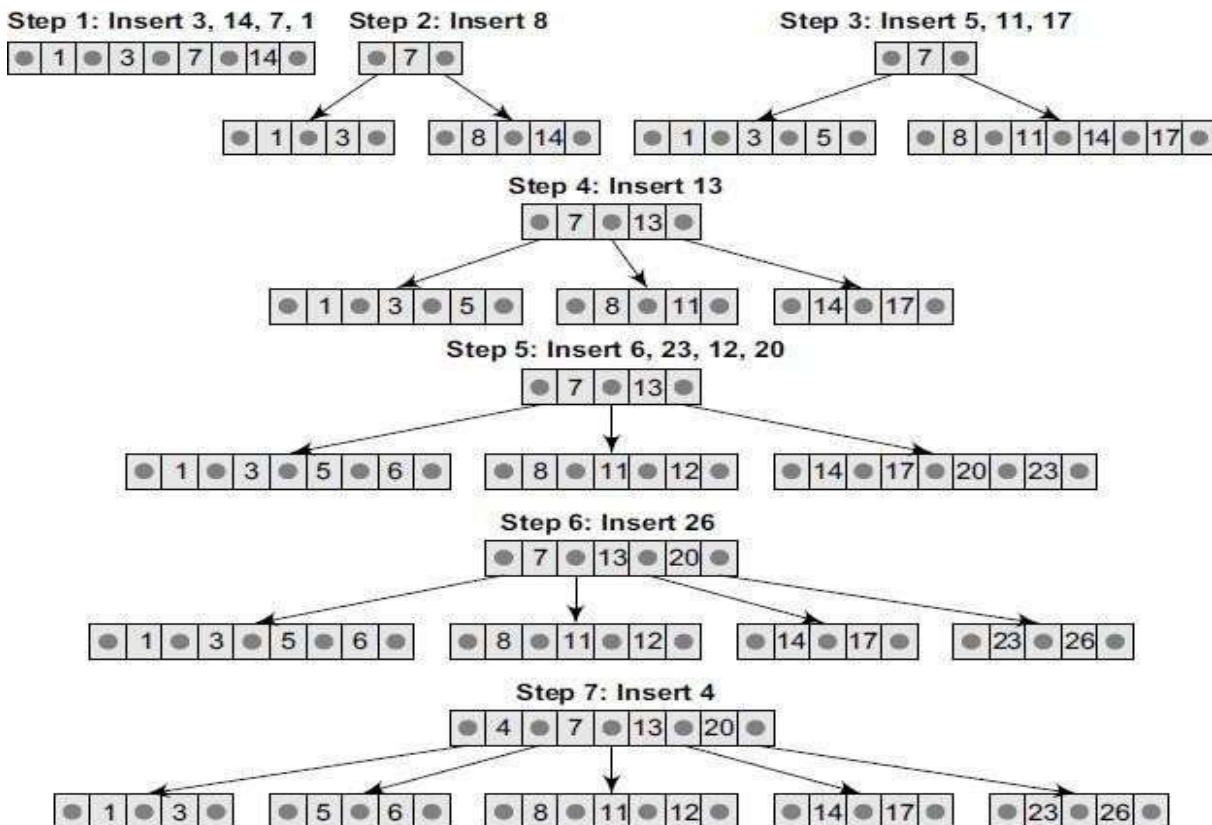 Step 1: Insert 3, 14, 7, 1 Step 2: Insert 8 Step 3: Insert 5, 11, 17
1 3 7 14 7 7
1 3 8 14 1 3 5 8 11 14 17
Step 4: Insert 13
7 13
1 3 5 8 11 14 17
Step 5: Insert 6, 23, 12, 20
7 13
1 3 5 6 8 11 12 14 17 20 23
Step 6: Insert 26
7 13 20
1 3 5 6 8 11 12 14 17 23 26
Step 7: Insert 4
4 7 13 20
1 3 5 6 8 11 12 14 17 23 26